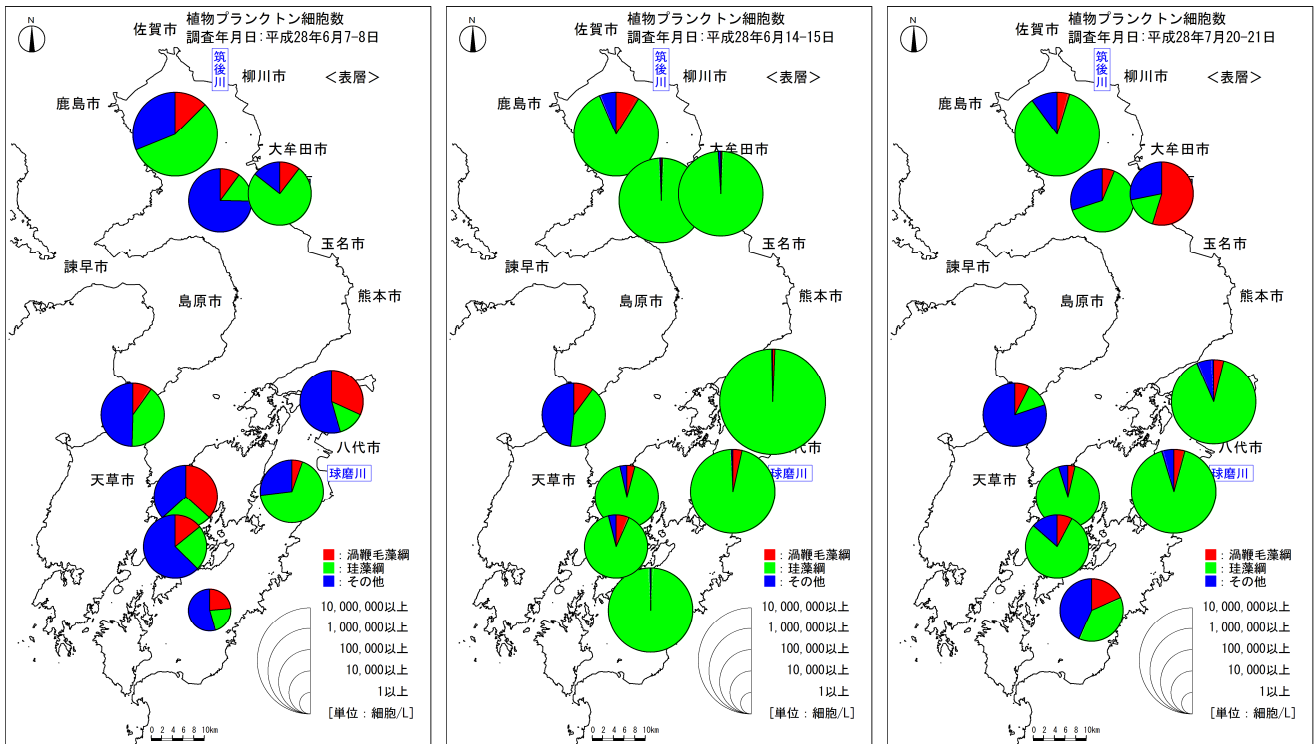 植物プランクトン細胞数
調査年月日:平成28年6月7-8日
N
佐賀市
筑後川
柳川市
<表層>
鹿島市
大牟田市
玉名市
諫早市
島原市
熊本市
八代市
天草市
球磨川
:渦鞭毛藻綱
:珪藻綱
:その他
10,000,000以上
1,000,000以上
100,000以上
10,000以上
1以上
[単位:細胞/L]
0 2 4 6 8 10km
植物プランクトン細胞数
調査年月日:平成28年6月14-15日
N
佐賀市
筑後川
柳川市
<表層>
鹿島市
大牟田市
玉名市
諫早市
島原市
熊本市
市
天草市
球磨川
:渦鞭毛藻綱
:珪藻綱
:その他
10,000,000以上
1,000,000以上
100,000以上
10,000以上
1以上
[単位:細胞/L]
0 2 4 6 8 10km
植物プランクトン細胞数
調査年月日:平成28年7月20-21日
N
佐賀市
筑後川
柳川市
<表層>
鹿島市
大牟田市
玉名市
諫早市
島原市
熊本市
八代市
天草市
球磨川
:渦鞭毛藻綱
:珪藻綱
:その他
10,000,000以上
1,000,000以上
100,000以上
10,000以上
1以上
[単位:細胞/L]
0 2 4 6 8 10km